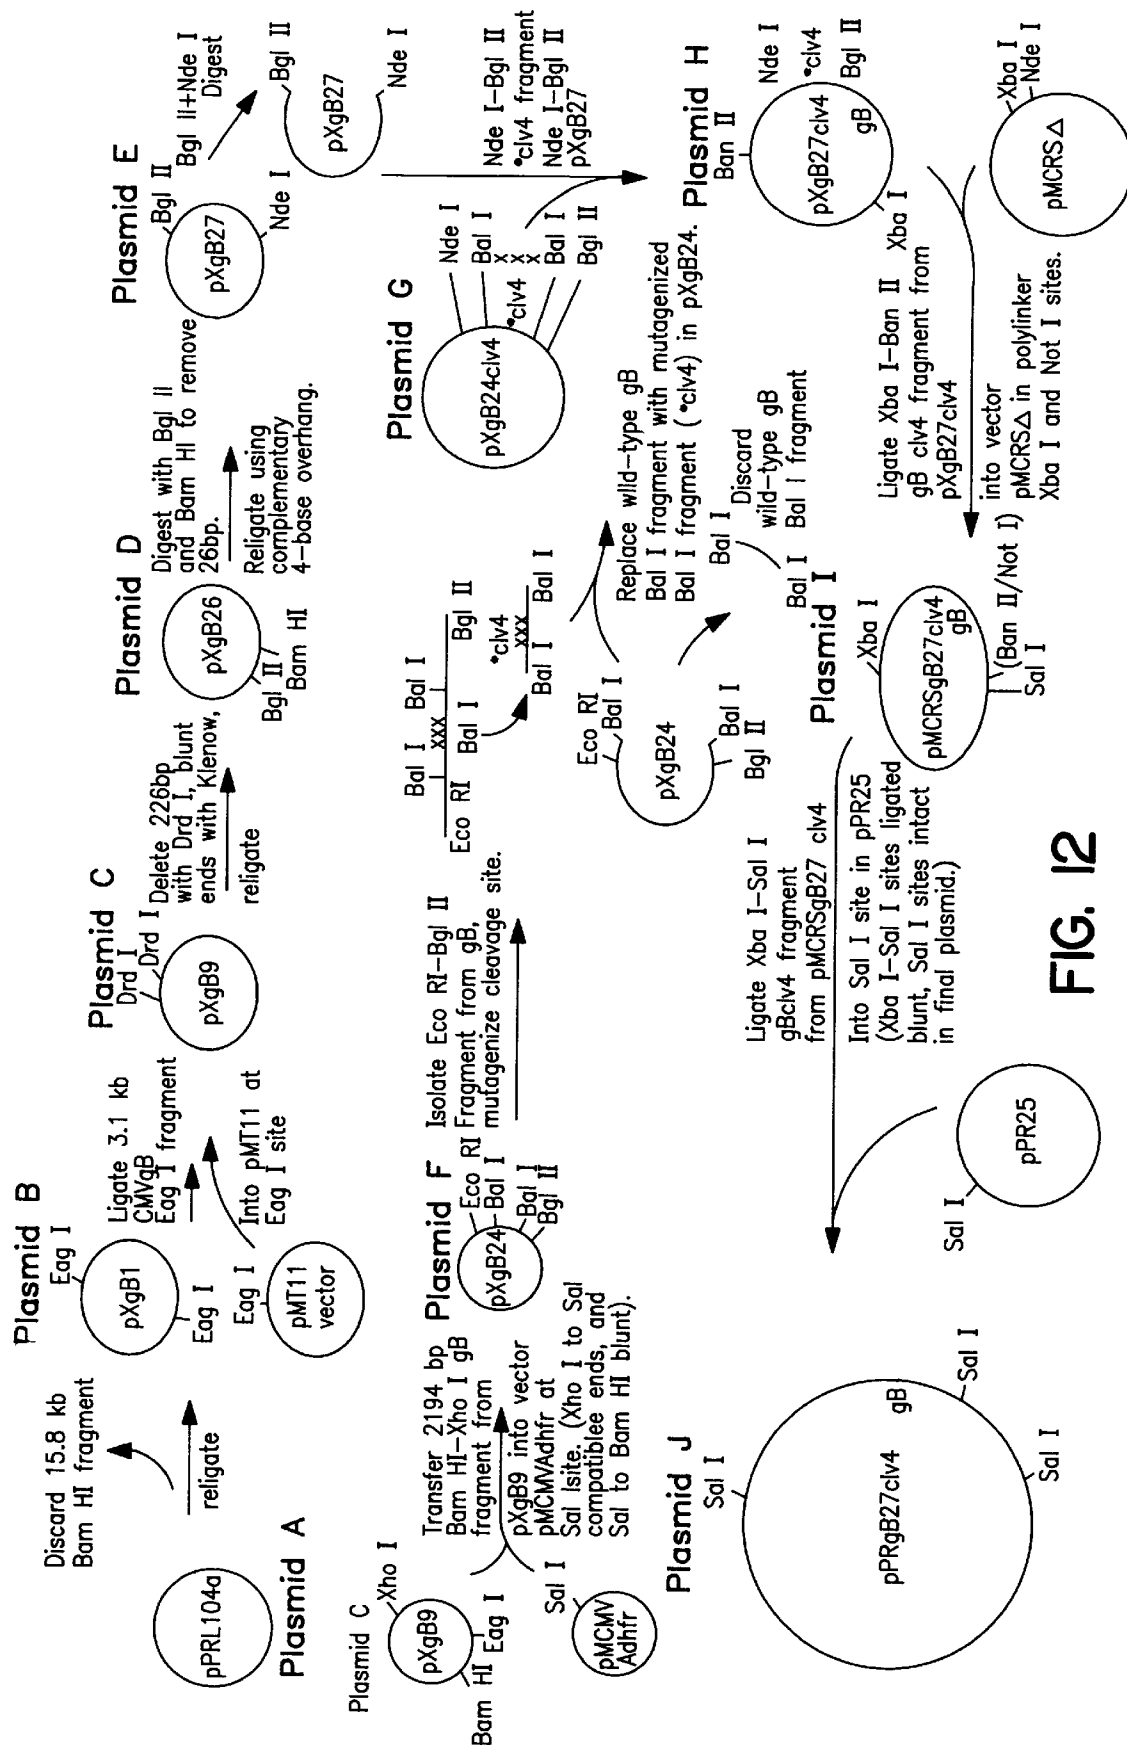 Plasmid A
pPRL104a
Discard 15.8 kb
Bam HI fragment
religate
Plasmid B
Eag I
pXgB1
Eag I
Eag I
pMT11
vector
Ligate 3.1 kb
CMVgB
Eag I fragment
Into pMT11 at
Eag I site
Plasmid C
Drd I
Drd I
pXgB9
Delete 226bp
with Drd I, blunt
ends with Klenow,
religate
Plasmid D
pXgB26
Bgl II
Bam HI
Digest with Bgl II
and Bam HI to remove
26bp.
Religate using
complementary
4-base overhang.
Plasmid E
Bgl II
pXgB27
Nde I
Bgl II+Nde I
Digest
Bgl II
pXgB27
Nde I
Plasmid C
Xho I
pXgB9
Bam HI
Eag I
Sal I
pMCMV
Adhfr
Transfer 2194 bp
Bam HI-Xho I gB
fragment from
pXgB9 into vector
pMCMVAdhfr at
Sal Isite. (Xho I to Sal
compatiblee ends, and
Sal to Bam HI blunt).
Plasmid F
Eco RI
Bal I
pXgB24
Bal I
Bgl II
Isolate Eco RI-Bgl II
Fragment from gB,
mutagenize cleavage site.
Bal I
Bal I
xxx
Eco RI
Bal I
Bgl II
•clv4
xxx
Bal I
Bal I
Eco RI
Bal I
pXgB24
Bal I
Bgl II
Replace wild-type gB
Bal I fragment with mutagenized
Bal I fragment (•clv4) in pXgB24.
Bal I
Discard
wild-type gB
Bal I fragment
Bal I
Plasmid G
pXgB24clv4
Nde I
Bal I
x
•clv4 x
x
Bal I
Bgl II
Nde I-Bgl II
•clv4 fragment
Nde I-Bgl II
pXgB27
Plasmid H
Ban II
Nde I
pXgB27clv4
•clv4
gB
Bgl II
Xba I
Xba I
Nde I
pMCRS△
Ligate Xba I-Ban II
gB clv4 fragment from
pXgB27clv4
into vector
pMCRS△ in polylinker
Xba I and Not I sites.
Plasmid I
Xba I
pMCRSgB27clv4
gB
(Ban II/Not I)
Sal I
Ligate Xba I-Sal I
gBclv4 fragment
from pMCRSgB27 clv4
Into Sal I site in pPR25
(Xba I-Sal I sites ligated
blunt, Sal I sites intact
in final plasmid.)
Sal I
pPR25
Plasmid J
Sal I
pPRgB27clv4
gB
Sal I
Sal I
FIG. 12